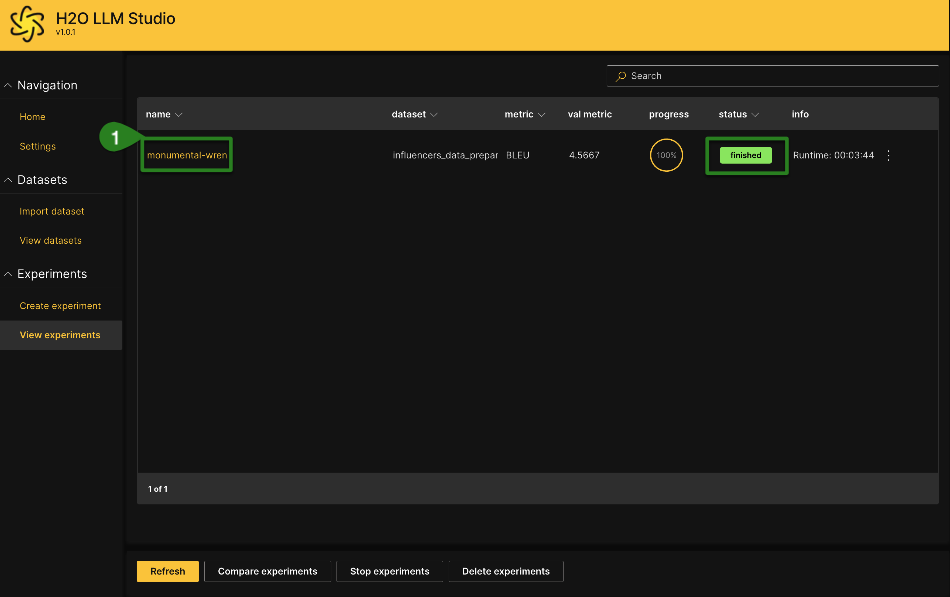 H2O LLM Studio
v1.0.1
Navigation
Home
Settings
Datasets
Import dataset
View datasets
Experiments
Create experiment
View experiments
Search
name dataset metric val metric progress status info
1
monumental-wren influencers_data_prepar BLEU 4.5667 100% finished Runtime: 00:03:44
1 of 1
Refresh Compare experiments Stop experiments Delete experiments